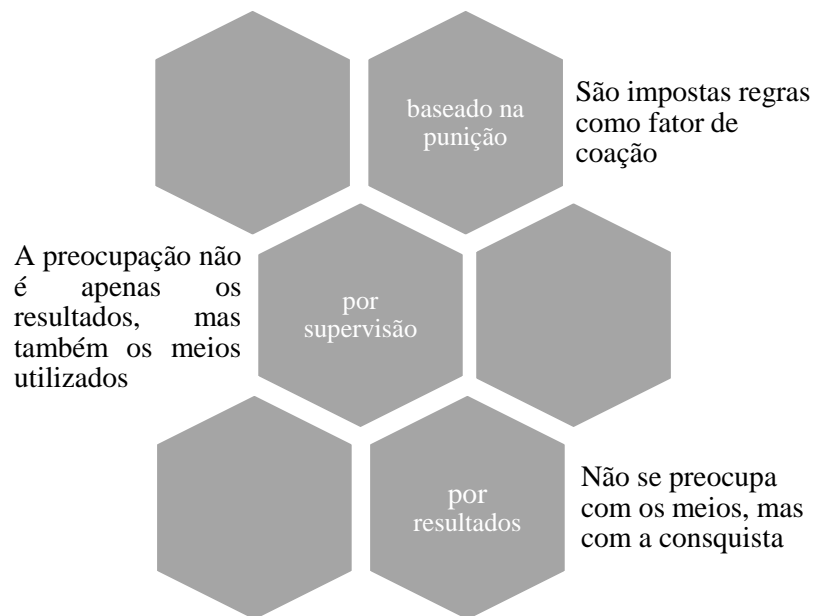 baseado na
punição
São impostas regras
como fator de
coação
A preocupação não
é apenas os
resultados, mas
também os meios
utilizados
por
supervisão
por
resultados
Não se preocupa
com os meios, mas
com a consquista